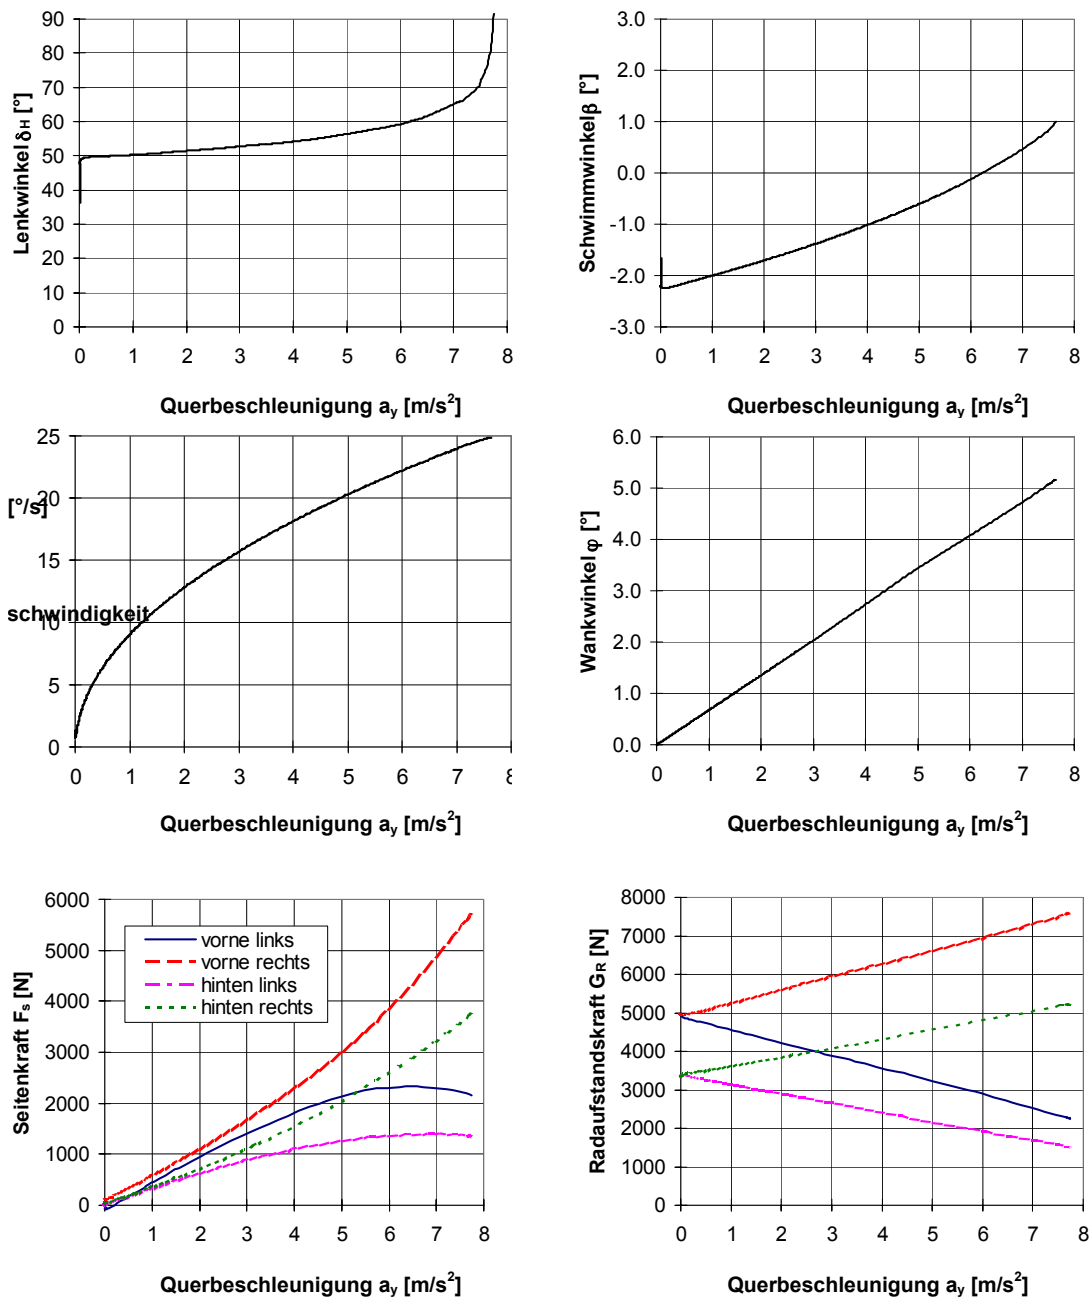 Lenkwinkel δH [°]
90
80
70
60
50
40
30
20
10
0
0 1 2 3 4 5 6 7 8
Querbeschleunigung ay [m/s2]
Schwimmwinkel β [°]
3.0
2.0
1.0
0.0
-1.0
-2.0
-3.0
0 1 2 3 4 5 6 7 8
Querbeschleunigung ay [m/s2]
[°/s]
schwindigkeit
25
20
15
10
5
0
0 1 2 3 4 5 6 7 8
Querbeschleunigung ay [m/s2]
Wankwinkel φ [°]
6.0
5.0
4.0
3.0
2.0
1.0
0.0
0 1 2 3 4 5 6 7 8
Querbeschleunigung ay [m/s2]
Seitenkraft Fs [N]
6000
5000
4000
3000
2000
1000
0
vorne links
vorne rechts
hinten links
hinten rechts
0 1 2 3 4 5 6 7 8
Querbeschleunigung ay [m/s2]
Radaufstandskraft GR [N]
8000
7000
6000
5000
4000
3000
2000
1000
0
0 1 2 3 4 5 6 7 8
Querbeschleunigung ay [m/s2]